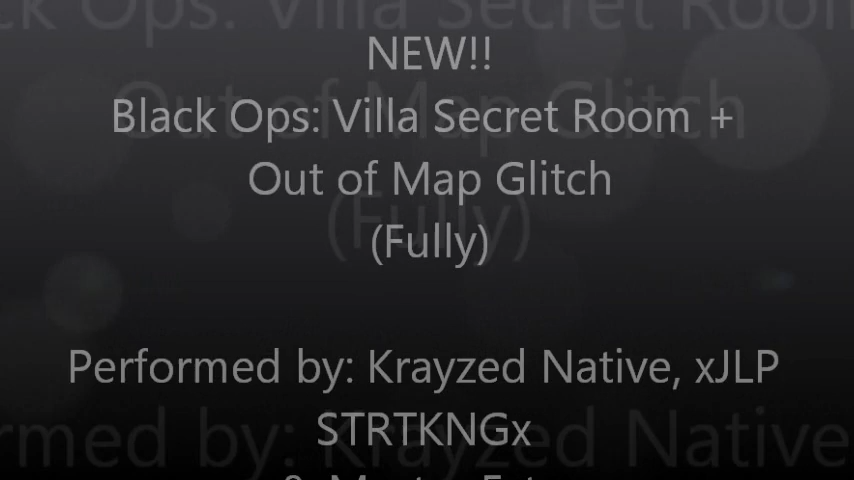 NEW!!
Black Ops: Villa Secret Room +
Out of Map Glitch
(Fully)
Performed by: Krayzed Native, xJLP
STRTKNGx